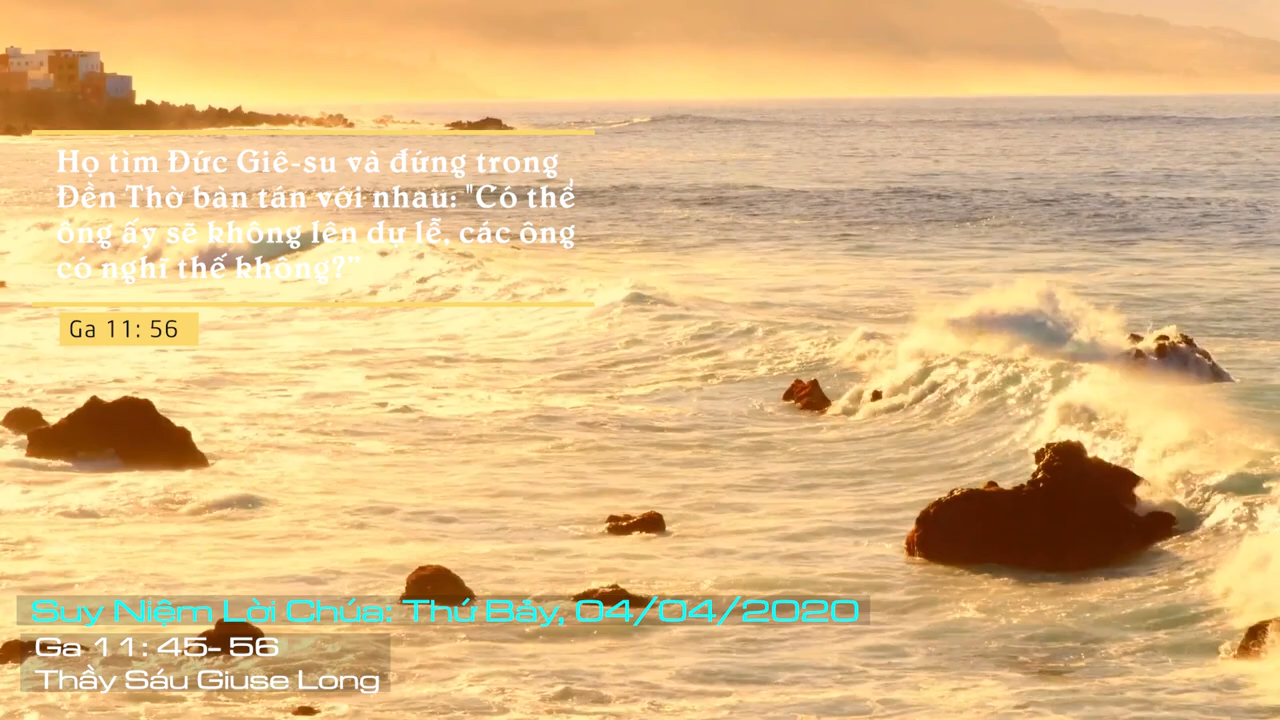 Họ tìm Đức Giê-su và đứng trong
Đền Thờ bàn tán với nhau: "Có thể
ông ấy sẽ không lên dự lễ, các ông
có nghĩ thế không?"
Ga 11: 56
Suy Niệm Lời Chúa: Thứ Bảy, 04/04/2020
Ga 11: 45- 56
Thầy Sáu Giuse Long